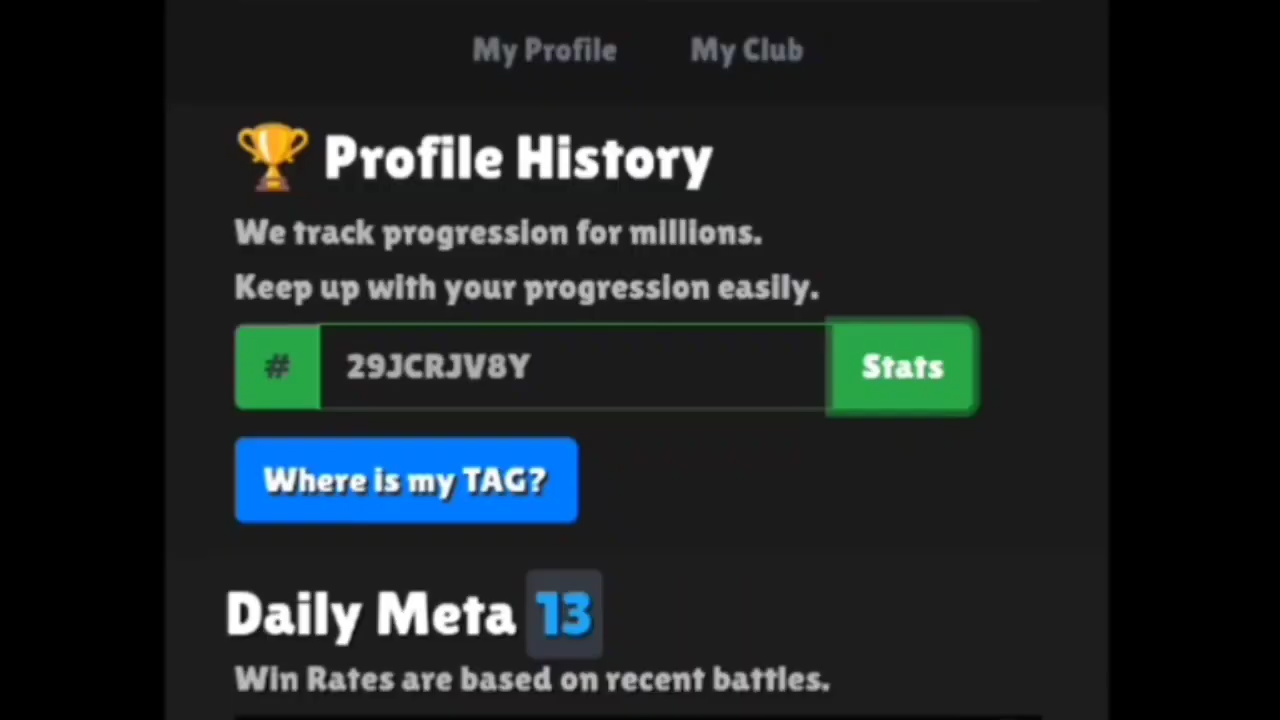 My Profile My Club
🏆 Profile History
We track progression for millions.
Keep up with your progression easily.
# 29JCRJV8Y Stats
Where is my TAG?
Daily Meta 13
Win Rates are based on recent battles.